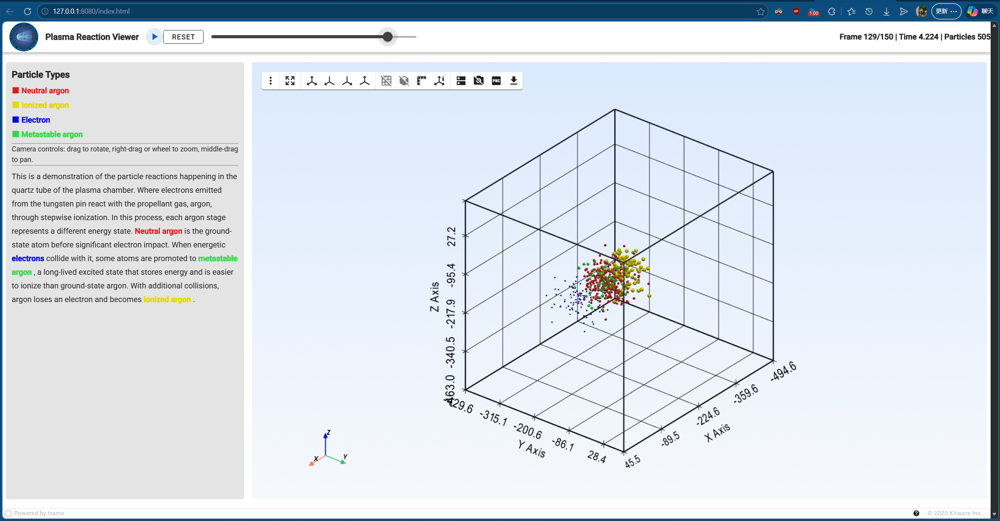 127.0.0.1:8080/index.html
1.00
更新
聊天
ION-I
Plasma Reaction Viewer
RESET
Frame 129/150 | Time 4.224 | Particles 505
Particle Types
Neutral argon
Ionized argon
Electron
Metastable argon
Camera controls: drag to rotate, right-drag or wheel to zoom, middle-drag
to pan.
This is a demonstration of the particle reactions happening in the
quartz tube of the plasma chamber. Where electrons emitted
from the tungsten pin react with the propellant gas, argon,
through stepwise ionization. In this process, each argon stage
represents a different energy state. Neutral argon is the ground-
state atom before significant electron impact. When energetic
electrons collide with it, some atoms are promoted to metastable
argon , a long-lived excited state that stores energy and is easier
to ionize than ground-state argon. With additional collisions,
argon loses an electron and becomes ionized argon .
PNG
Z Axis
27.2
-95.4
-217.9
-340.5
-463.0
-429.6
-315.1
-200.6
-86.1
28.4
Y Axis
45.5
-89.5
-224.6
-359.6
-494.6
X Axis
Z
X
Y
Powered by trame
© 2025 Kitware Inc.